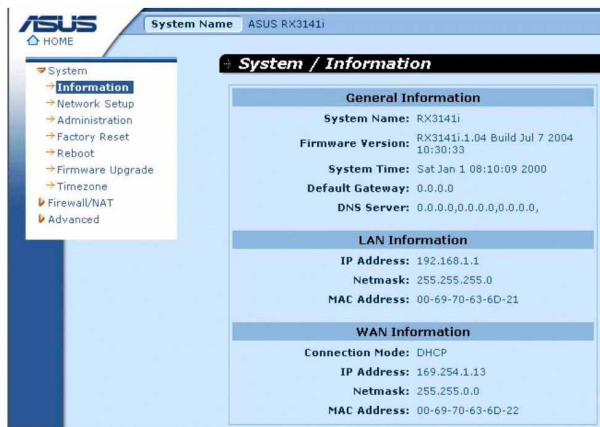 ASUS
System Name ASUS RX3141i
HOME
System
Information
Network Setup
Administration
Factory Reset
Reboot
Firmware Upgrade
Timezone
Firewall/NAT
Advanced
System / Information
General Information
System Name: RX3141i
Firmware Version: RX3141i.1.04 Build Jul 7 2004
10:30:33
System Time: Sat Jan 1 08:10:09 2000
Default Gateway: 0.0.0.0
DNS Server: 0.0.0.0,0.0.0.0,0.0.0.0,
LAN Information
IP Address: 192.168.1.1
Netmask: 255.255.255.0
MAC Address: 00-69-70-63-6D-21
WAN Information
Connection Mode: DHCP
IP Address: 169.254.1.13
Netmask: 255.255.0.0
MAC Address: 00-69-70-63-6D-22